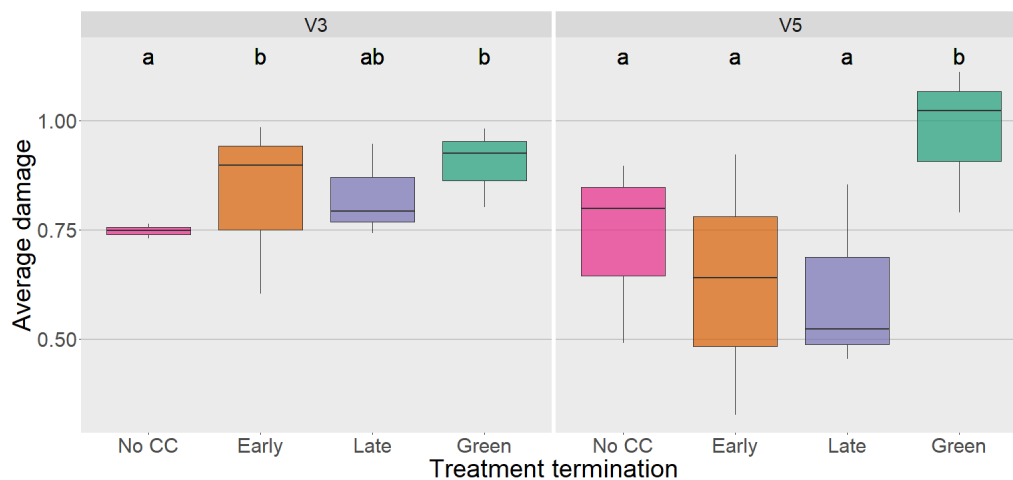 V3 V5
a b ab b a a a b
Average damage
1.00
0.75
0.50
No CC Early Late Green No CC Early Late Green
Treatment termination